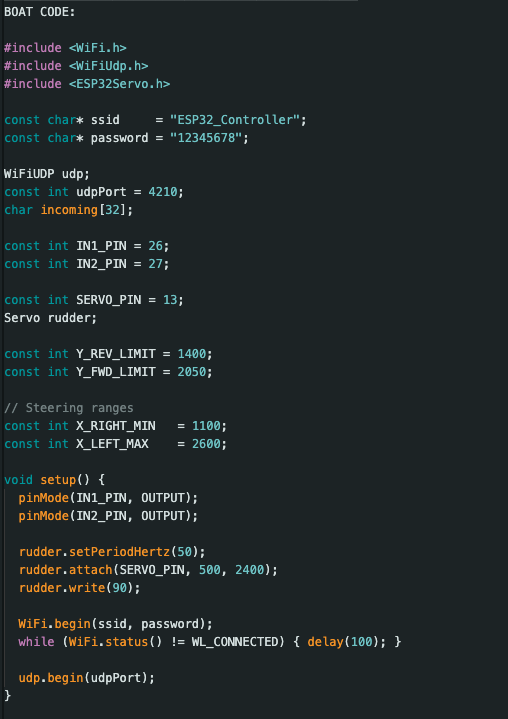 BOAT CODE:
#include <WiFi.h>
#include <WiFiUdp.h>
#include <ESP32Servo.h>
const char* ssid     = "ESP32_Controller";
const char* password = "12345678";
WiFiUDP udp;
const int udpPort = 4210;
char incoming[32];
const int IN1_PIN = 26;
const int IN2_PIN = 27;
const int SERVO_PIN = 13;
Servo rudder;
const int Y_REV_LIMIT = 1400;
const int Y_FWD_LIMIT = 2050;
// Steering ranges
const int X_RIGHT_MIN   = 1100;
const int X_LEFT_MAX    = 2600;
void setup() {
  pinMode(IN1_PIN, OUTPUT);
  pinMode(IN2_PIN, OUTPUT);
  rudder.setPeriodHertz(50);
  rudder.attach(SERVO_PIN, 500, 2400);
  rudder.write(90);
  WiFi.begin(ssid, password);
  while (WiFi.status() != WL_CONNECTED) { delay(100); }
  udp.begin(udpPort);
}